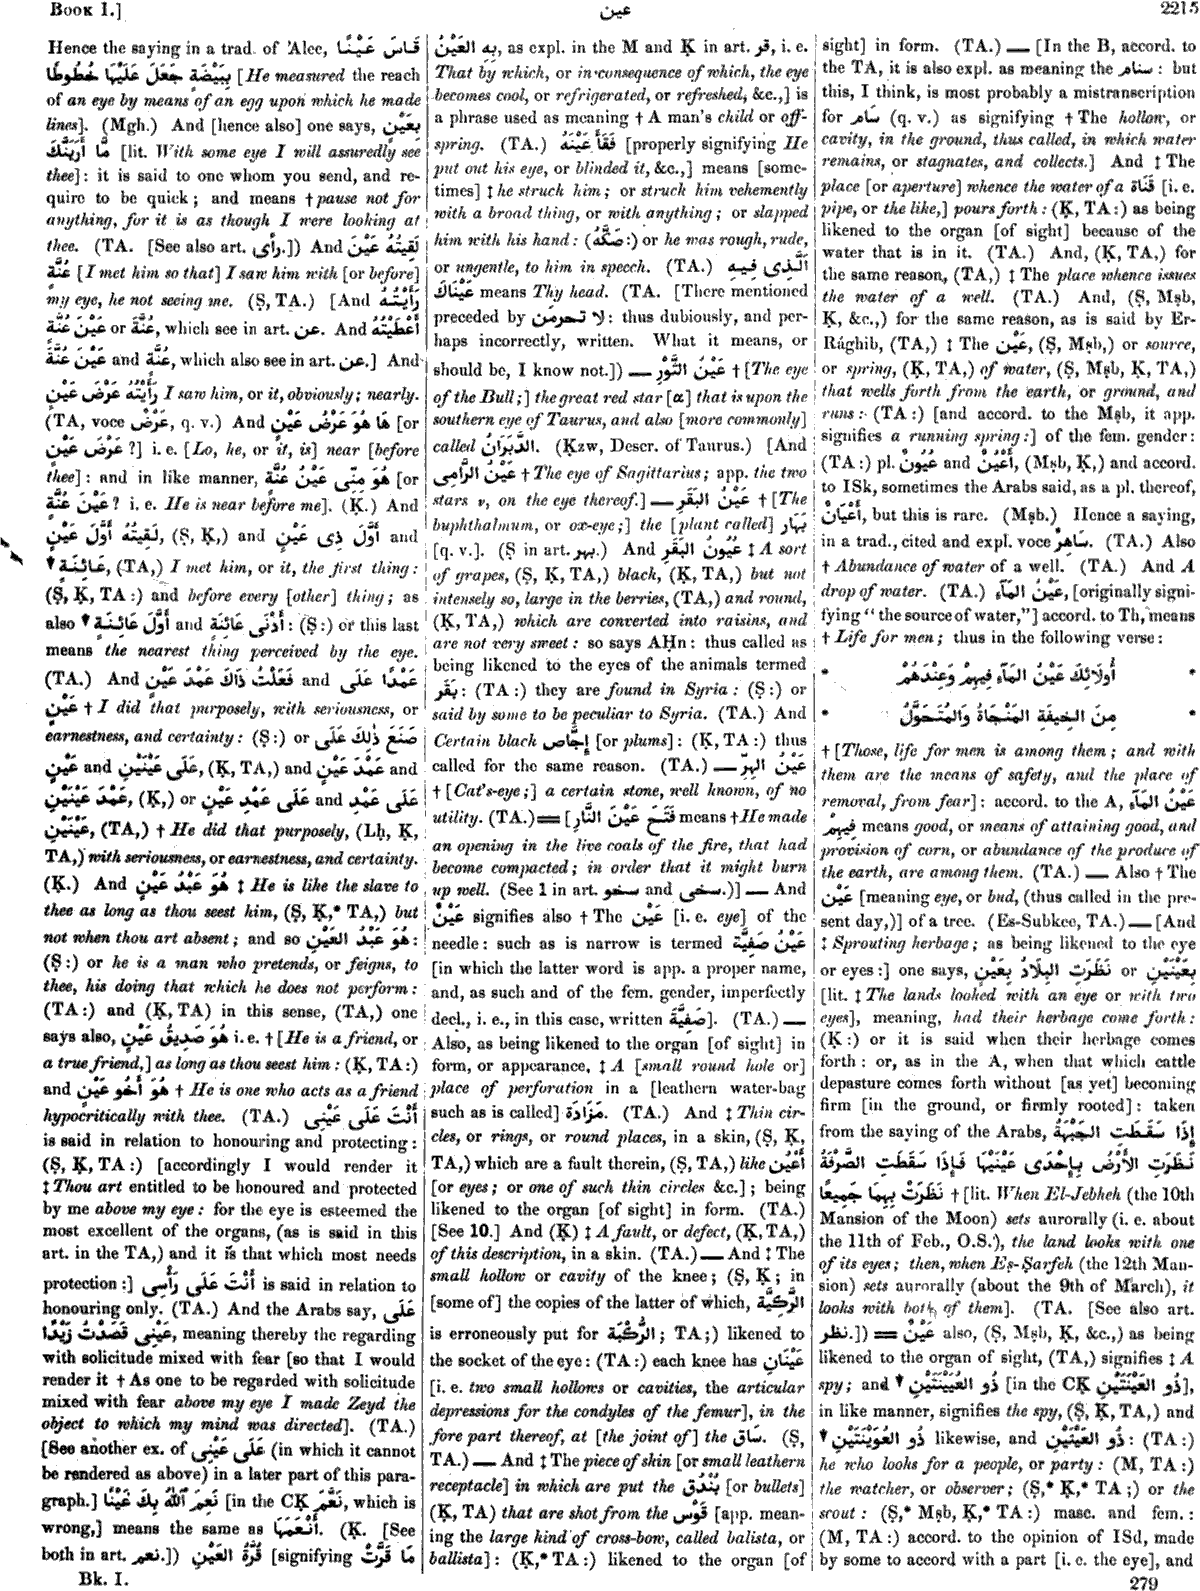 BOOK I.]
عين
2215
Hence the saying in a trad. of 'Alee, قَاسَ عَيْنًا
بِبَيْضَةٍ جَعَلَ عَلَيْهَا خُطُوطًا [He measured the reach
of an eye by means of an egg upon which he made
lines]. (Mgh.) And [hence also] one says, بِعَيْنٍ
مَّا أَرَيَنَّكَ [lit. With some eye I will assuredly see
thee]: it is said to one whom you send, and re-
quire to be quick; and means † pause not for
anything, for it is as though I were looking at
thee. (TA. [See also art. رأى.]) And لَقِيتُهُ عَيْنَ
عُنَّةٍ [I met him so that] I saw him with [or before]
my eye, he not seeing me. (Ṣ, TA.) [And رَأَيْتُهُ
عَيْنَ عُنَّةٍ or عُنَّةَ, which see in art. عن. And أَعْطَيْتُهُ
عَيْنَ عُنَّةٍ and عُنَّةَ, which also see in art. عن.] And
رَأَيْتُهُ عَرْضَ عَيْنٍ I saw him, or it, obviously; nearly.
(TA, voce عَرْضٌ, q. v.) And هَا هُوَ عَرْضُ عَيْنٍ [or
عَرْضَ عَيْنٍ ?] i. e. [Lo, he, or it, is] near [before
thee]: and in like manner, هُوَ مِنِّى عَيْنُ عُنَّةَ [or
عَيْنَ عُنَّةَ ? i. e. He is near before me]. (Ḳ.) And
لَقِيتُهُ أَوَّلَ عَيْنٍ, (Ṣ, Ḳ,) and أَوَّلَ ذِى عَيْنٍ and
عَائِنَةٍ, (TA,) I met him, or it, the first thing:
(Ṣ, Ḳ, TA:) and before every [other] thing; as
also أَوَّلَ عَائِنَةٍ and أَدْنَى عَائِنَةٍ: (Ṣ:) or this last
means the nearest thing perceived by the eye.
(TA.) And فَعَلْتُ ذَاكَ عَمْدَ عَيْنٍ and عَمْدًا عَلَى
عَيْنٍ † I did that purposely, with seriousness, or
earnestness, and certainty: (Ṣ:) or صَنَعَ ذٰلِكَ عَلَى
عَيْنٍ and عَلَى عَيْنَيْنِ, (Ḳ, TA,) and عَمْدَ عَيْنٍ and
عَمْدَ عَيْنَيْنِ, (Ḳ,) or عَلَى عَمْدِ عَيْنٍ and عَلَى عَمْدِ
عَيْنَيْنِ, (TA,) † He did that purposely, (Lḥ, Ḳ,
TA,) with seriousness, or earnestness, and certainty.
(Ḳ.) And هُوَ عَبْدُ عَيْنٍ ‡ He is like the slave to
thee as long as thou seest him, (Ṣ, Ḳ,* TA,) but
not when thou art absent; and so هُوَ عَبْدُ العَيْنِ:
(Ṣ:) or he is a man who pretends, or feigns, to
thee, his doing that which he does not perform:
(TA:) and (Ḳ, TA) in this sense, (TA,) one
says also, هُوَ صَدِيقُ عَيْنٍ i. e. † [He is a friend, or
a true friend,] as long as thou seest him: (Ḳ, TA:)
and هُوَ أَخُو عَيْنٍ † He is one who acts as a friend
hypocritically with thee. (TA.) أَنْتَ عَلَى عَيْنِى
is said in relation to honouring and protecting:
(Ṣ, Ḳ, TA:) [accordingly I would render it
‡ Thou art entitled to be honoured and protected
by me above my eye: for the eye is esteemed the
most excellent of the organs, (as is said in this
art. in the TA,) and it is that which most needs
protection:] أَنْتَ عَلَى رَأْسِى is said in relation to
honouring only. (TA.) And the Arabs say, عَلَى
عَيْنِى قَصَدْتُ زَيْدًا, meaning thereby the regarding
with solicitude mixed with fear [so that I would
render it † As one to be regarded with solicitude
mixed with fear above my eye I made Zeyd the
object to which my mind was directed]. (TA.)
[See another ex. of عَلَى عَيْنِى (in which it cannot
be rendered as above) in a later part of this para-
graph.] نَعِمَ ٱللّٰهُ بِكَ عَيْنًا [in the CḲ نَعَّمَ, which is
wrong,] means the same as أَنْعَمَهَا. (Ḳ. [See
both in art. نعم.]) قُرَّةُ العَيْنِ [signifying مَا قَرَّتْ
Bk. I.
بِهِ العَيْنُ, as expl. in the M and Ḳ in art. قر, i. e.
That by which, or in consequence of which, the eye
becomes cool, or refrigerated, or refreshed, &c.,] is
a phrase used as meaning † A man's child or off-
spring. (TA.) فَقَأَ عَيْنَهُ [properly signifying He
put out his eye, or blinded it, &c.,] means [some-
times] ‡ he struck him; or struck him vehemently
with a broad thing, or with anything; or slapped
him with his hand: (صَكَّهُ:) or he was rough, rude,
or ungentle, to him in speech. (TA.) الَّذِى فِيهِ
عَيْنَاكَ means Thy head. (TA. [There mentioned
preceded by لا تحرمن: thus dubiously, and per-
haps incorrectly, written. What it means, or
should be, I know not.]) — عَيْنُ الثَّوْرِ † [The eye
of the Bull;] the great red star [α] that is upon the
southern eye of Taurus, and also [more commonly]
called الدَّبَرَانُ. (Ḳzw, Descr. of Taurus.) [And
عَيْنُ الرَّامِى † The eye of Sagittarius; app. the two
stars ν, on the eye thereof.] — عَيْنُ البَقَرِ † [The
buphthalmum, or ox-eye;] the [plant called] بَهَار
[q. v.]. (Ṣ in art. بهر.) And عُيُونُ البَقَرِ ‡ A sort
of grapes, (Ṣ, Ḳ, TA,) black, (Ḳ, TA,) but not
intensely so, large in the berries, (TA,) and round,
(Ḳ, TA,) which are converted into raisins, and
are not very sweet: so says AḤn: thus called as
being likened to the eyes of the animals termed
بَقَر: (TA:) they are found in Syria: (Ṣ:) or
said by some to be peculiar to Syria. (TA.) And
Certain black إِجَّاص [or plums]: (Ḳ, TA:) thus
called for the same reason. (TA.) — عَيْنُ الهِرِّ
† [Cat's-eye;] a certain stone, well known, of no
utility. (TA.) == [فَتَحَ عَيْنَ النَّارِ means † He made
an opening in the live coals of the fire, that had
become compacted; in order that it might burn
up well. (See 1 in art. سخو and سخى.)] — And
عَيْنٌ signifies also † The عَيْن [i. e. eye] of the
needle: such as is narrow is termed عَيْنُ صَفِيَّةَ
[in which the latter word is app. a proper name,
and, as such and of the fem. gender, imperfectly
decl., i. e., in this case, written صَفِيَّةَ]. (TA.) —
Also, as being likened to the organ [of sight] in
form, or appearance, ‡ A [small round hole or]
place of perforation in a [leathern water-bag
such as is called] مَزَادَة. (TA.) And ‡ Thin cir-
cles, or rings, or round places, in a skin, (Ṣ, Ḳ,
TA,) which are a fault therein, (Ṣ, TA,) like أَعْيُن
[or eyes; or one of such thin circles &c.]; being
likened to the organ [of sight] in form. (TA.)
[See 10.] And (Ḳ) ‡ A fault, or defect, (Ḳ, TA,)
of this description, in a skin. (TA.) — And ‡ The
small hollow or cavity of the knee; (Ṣ, Ḳ; in
[some of] the copies of the latter of which, الرَّكِيَّة
is erroneously put for الرُّكْبَة; TA;) likened to
the socket of the eye: (TA:) each knee has عَيْنَانِ
[i. e. two small hollows or cavities, the articular
depressions for the condyles of the femur], in the
fore part thereof, at [the joint of] the سَاق. (Ṣ,
TA.) — And ‡ The piece of skin [or small leathern
receptacle] in which are put the بُنْدُق [or bullets]
(Ḳ, TA) that are shot from the قَوْس [app. mean-
ing the large kind of cross-bow, called balista, or
ballista]: (Ḳ,* TA:) likened to the organ [of
sight] in form. (TA.) — [In the B, accord. to
the TA, it is also expl. as meaning the سنام: but
this, I think, is most probably a mistranscription
for سَام (q. v.) as signifying † The hollow, or
cavity, in the ground, thus called, in which water
remains, or stagnates, and collects.] And ‡ The
place [or aperture] whence the water of a قَنَاة [i. e.
pipe, or the like,] pours forth: (Ḳ, TA:) as being
likened to the organ [of sight] because of the
water that is in it. (TA.) And, (Ḳ, TA,) for
the same reason, (TA,) ‡ The place whence issues
the water of a well. (TA.) And, (Ṣ, Mṣb,
Ḳ, &c.,) for the same reason, as is said by Er-
Rághib, (TA,) ‡ The عَيْن, (Ṣ, Mṣb,) or source,
or spring, (Ḳ, TA,) of water, (Ṣ, Mṣb, Ḳ, TA,)
that wells forth from the earth, or ground, and
runs: (TA:) [and accord. to the Mṣb, it app.
signifies a running spring:] of the fem. gender:
(TA:) pl. عُيُونٌ and أَعْيُنٌ, (Mṣb, Ḳ,) and accord.
to ISk, sometimes the Arabs said, as a pl. thereof,
أَعْيَانٌ, but this is rare. (Mṣb.) Hence a saying,
in a trad., cited and expl. voce سَاهِرٌ. (TA.) Also
† Abundance of water of a well. (TA.) And A
drop of water. (TA.) عَيْنُ المَآءِ, [originally signi-
fying "the source of water,"] accord. to Th, means
† Life for men; thus in the following verse:
* أُولَائِكَ عَيْنُ المَآءِ فِيهِمْ وَعِنْدَهُمْ *
* مِنَ الخِيفَةِ المَنْجَاةُ وَالمُتَحَوَّلُ *
† [Those, life for men is among them; and with
them are the means of safety, and the place of
removal, from fear]: accord. to the A, عَيْنُ المَآءِ
فِيهِمْ means good, or means of attaining good, and
provision of corn, or abundance of the produce of
the earth, are among them. (TA.) — Also † The
عَيْن [meaning eye, or bud, (thus called in the pre-
sent day,)] of a tree. (Es-Subkee, TA.) — [And
‡ Sprouting herbage; as being likened to the eye
or eyes:] one says, نَظَرَتِ البِلَادُ بِعَيْنٍ or بِعَيْنَيْنِ
[lit. ‡ The lands looked with an eye or with two
eyes], meaning, had their herbage come forth:
(Ḳ:) or it is said when their herbage comes
forth: or, as in the A, when that which cattle
depasture comes forth without [as yet] becoming
firm [in the ground, or firmly rooted]: taken
from the saying of the Arabs, إِذَا سَقَطَتِ الجَبْهَةُ
نَظَرَتِ الأَرْضُ بِإِحْدَى عَيْنَيْهَا فَإِذَا سَقَطَتِ الصَّرْفَةُ
نَظَرَتْ بِهِمَا جَمِيعًا † [lit. When El-Jebheh (the 10th
Mansion of the Moon) sets aurorally (i. e. about
the 11th of Feb., O.S.), the land looks with one
of its eyes; then, when Eṣ-Ṣarfeh (the 12th Man-
sion) sets aurorally (about the 9th of March), it
looks with both of them]. (TA. [See also art.
نظر.]) == عَيْنٌ also, (Ṣ, Mṣb, Ḳ, &c.,) as being
likened to the organ of sight, (TA,) signifies ‡ A
spy; and ذُو العُيَيْنَتَيْنِ [in the CḲ ذُو العَيْنَتَيْنِ],
in like manner, signifies the spy, (Ṣ, Ḳ, TA,) and
ذُو العُوَيْنَتَيْنِ likewise, and ذُو العَيْنَيْنِ: (TA:)
he who looks for a people, or party: (M, TA:)
the watcher, or observer; (Ṣ,* Ḳ,* TA;) or the
scout: (Ṣ,* Mṣb, Ḳ,* TA:) masc. and fem.:
(M, TA:) accord. to the opinion of ISd, made
by some to accord with a part [i. e. the eye], and
279